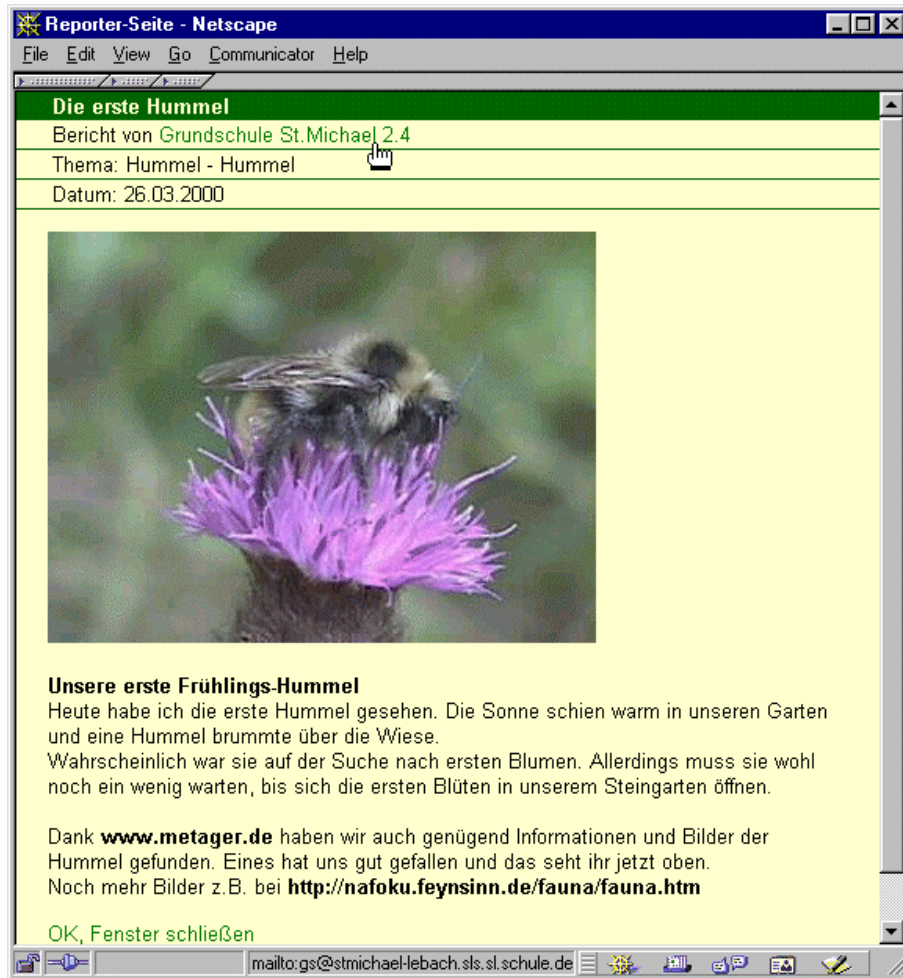 Reporter-Seite - Netscape
File Edit View Go Communicator Help
Die erste Hummel
Bericht von Grundschule St.Michael 2.4
Thema: Hummel - Hummel
Datum: 26.03.2000
Unsere erste Frühlings-Hummel
Heute habe ich die erste Hummel gesehen. Die Sonne schien warm in unseren Garten
und eine Hummel brummte über die Wiese.
Wahrscheinlich war sie auf der Suche nach ersten Blumen. Allerdings muss sie wohl
noch ein wenig warten, bis sich die ersten Blüten in unserem Steingarten öffnen.
Dank www.metager.de haben wir auch genügend Informationen und Bilder der
Hummel gefunden. Eines hat uns gut gefallen und das seht ihr jetzt oben.
Noch mehr Bilder z.B. bei http://nafoku.feynsinn.de/fauna/fauna.htm
OK, Fenster schließen
mailto:gs@stmichael-lebach.sls.sl.schule.de